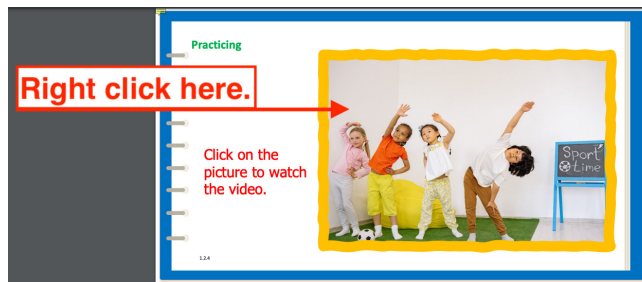 Practicing
Right click here.
Click on the
picture to watch
the video.
Sport
time
1.2.4